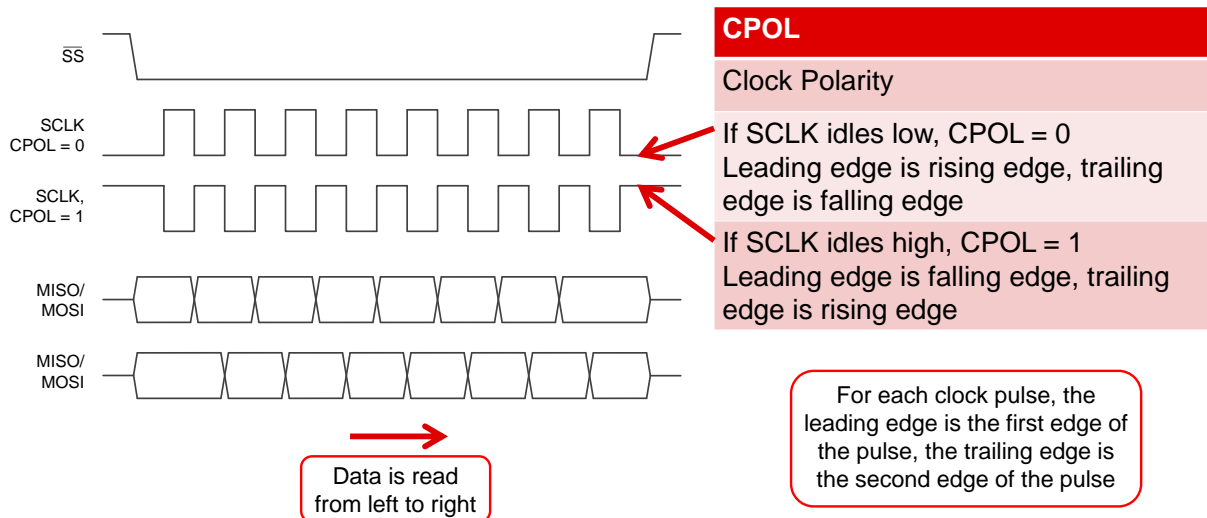 SS
SCLK
CPOL = 0
SCLK,
CPOL = 1
MISO/
MOSI
MISO/
MOSI
Data is read
from left to right
CPOL
Clock Polarity
If SCLK idles low, CPOL = 0
Leading edge is rising edge, trailing
edge is falling edge
If SCLK idles high, CPOL = 1
Leading edge is falling edge, trailing
edge is rising edge
For each clock pulse, the
leading edge is the first edge of
the pulse, the trailing edge is
the second edge of the pulse